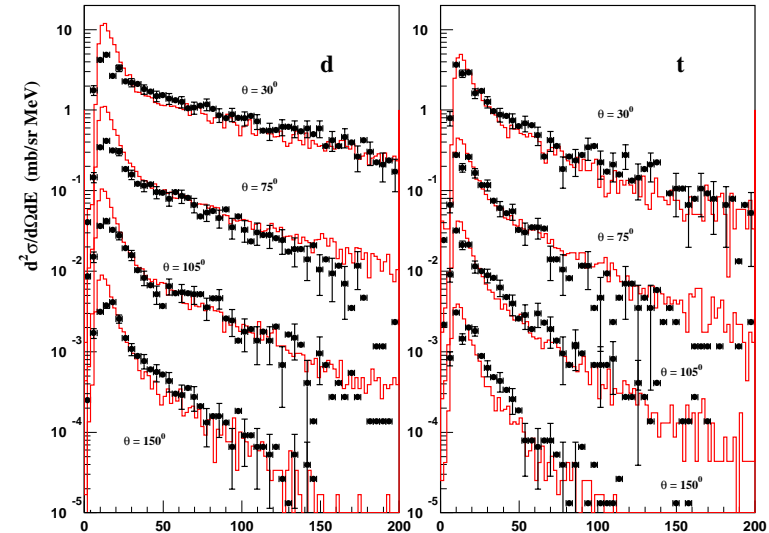 d²σ/dΩdE (mb/sr MeV)
10
1
10⁻¹
10⁻²
10⁻³
10⁻⁴
10⁻⁵
d
θ = 30⁰
θ = 75⁰
θ = 105⁰
θ = 150⁰
0 50 100 150 200
t
θ = 30⁰
θ = 75⁰
θ = 105⁰
θ = 150⁰
10
1
10⁻¹
10⁻²
10⁻³
10⁻⁴
10⁻⁵
0 50 100 150 200